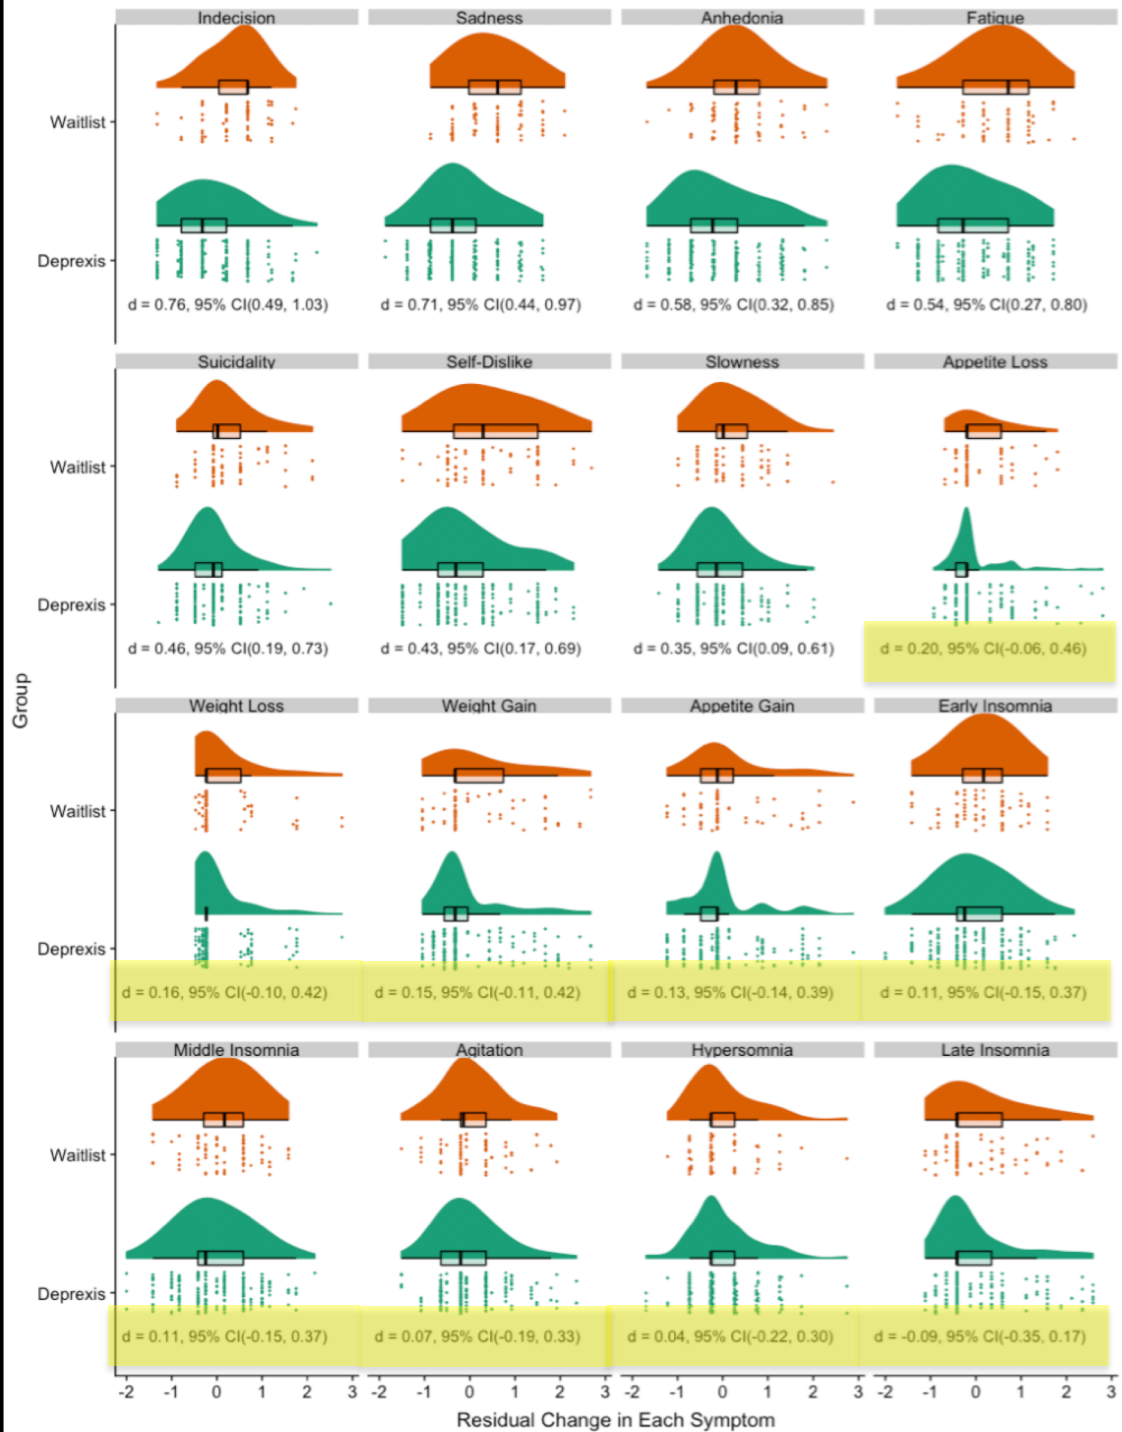 Indecision Sadness Anhedonia Fatigue
Waitlist
Deprexis
d = 0.76, 95% CI(0.49, 1.03) d = 0.71, 95% CI(0.44, 0.97) d = 0.58, 95% CI(0.32, 0.85) d = 0.54, 95% CI(0.27, 0.80)
Suicidality Self-Dislike Slowness Appetite Loss
Waitlist
Deprexis
d = 0.46, 95% CI(0.19, 0.73) d = 0.43, 95% CI(0.17, 0.69) d = 0.35, 95% CI(0.09, 0.61) d = 0.20, 95% CI(-0.06, 0.46)
Group
Weight Loss Weight Gain Appetite Gain Early Insomnia
Waitlist
Deprexis
d = 0.16, 95% CI(-0.10, 0.42) d = 0.15, 95% CI(-0.11, 0.42) d = 0.13, 95% CI(-0.14, 0.39) d = 0.11, 95% CI(-0.15, 0.37)
Middle Insomnia Agitation Hypersomnia Late Insomnia
Waitlist
Deprexis
d = 0.11, 95% CI(-0.15, 0.37) d = 0.07, 95% CI(-0.19, 0.33) d = 0.04, 95% CI(-0.22, 0.30) d = -0.09, 95% CI(-0.35, 0.17)
-2 -1 0 1 2 3 -2 -1 0 1 2 3 -2 -1 0 1 2 3 -2 -1 0 1 2 3
Residual Change in Each Symptom